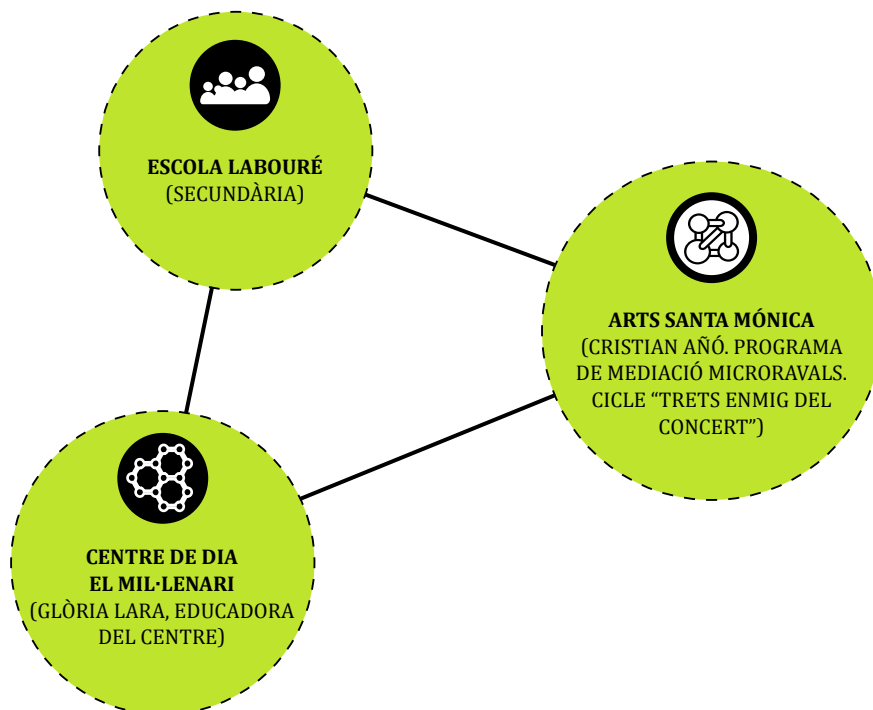 ESCOLA LABOURÉ
(SECUNDÀRIA)
ARTS SANTA MÓNICA
(CRISTIAN AÑÓ. PROGRAMA
DE MEDIACIÓ MICRORAVALS.
CICLE “TRETS ENMIG DEL
CONCERT”)
CENTRE DE DIA
EL MIL·LENARI
(GLÒRIA LARA, EDUCADORA
DEL CENTRE)